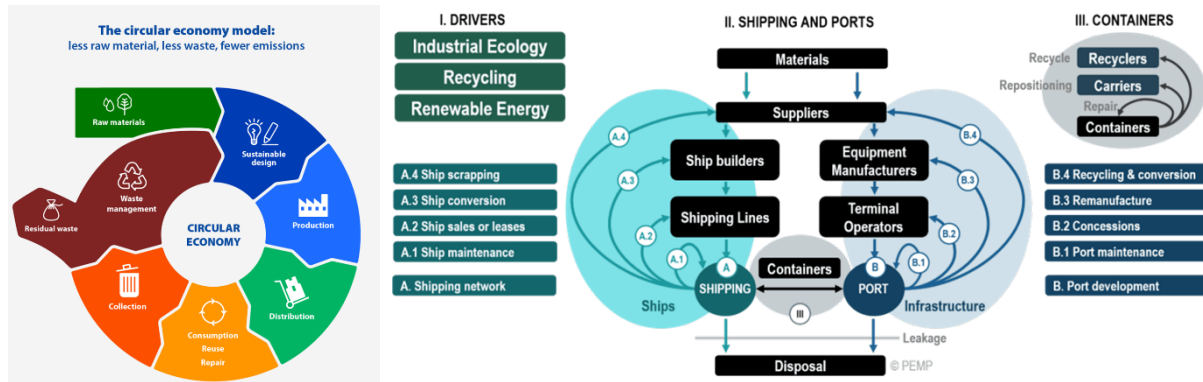 The circular economy model:
less raw material, less waste, fewer emissions
Raw materials
Sustainable
design
Production
Distribution
Consumption
Reuse
Repair
Collection
Residual waste
Waste
management
CIRCULAR
ECONOMY
I. DRIVERS
Industrial Ecology
Recycling
Renewable Energy
A.4 Ship scrapping
A.3 Ship conversion
A.2 Ship sales or leases
A.1 Ship maintenance
A. Shipping network
II. SHIPPING AND PORTS
Materials
Suppliers
A.4
B.4
Ship builders
Equipment
Manufacturers
A.3
B.3
Shipping Lines
Terminal
Operators
A.2
B.2
A.1
B.1
A
Containers
B
SHIPPING
PORT
Ships
Infrastructure
III
Leakage
Disposal
© PEMP
III. CONTAINERS
Recycle
Recyclers
Repositioning
Carriers
Repair
Containers
B.4 Recycling & conversion
B.3 Remanufacture
B.2 Concessions
B.1 Port maintenance
B. Port development